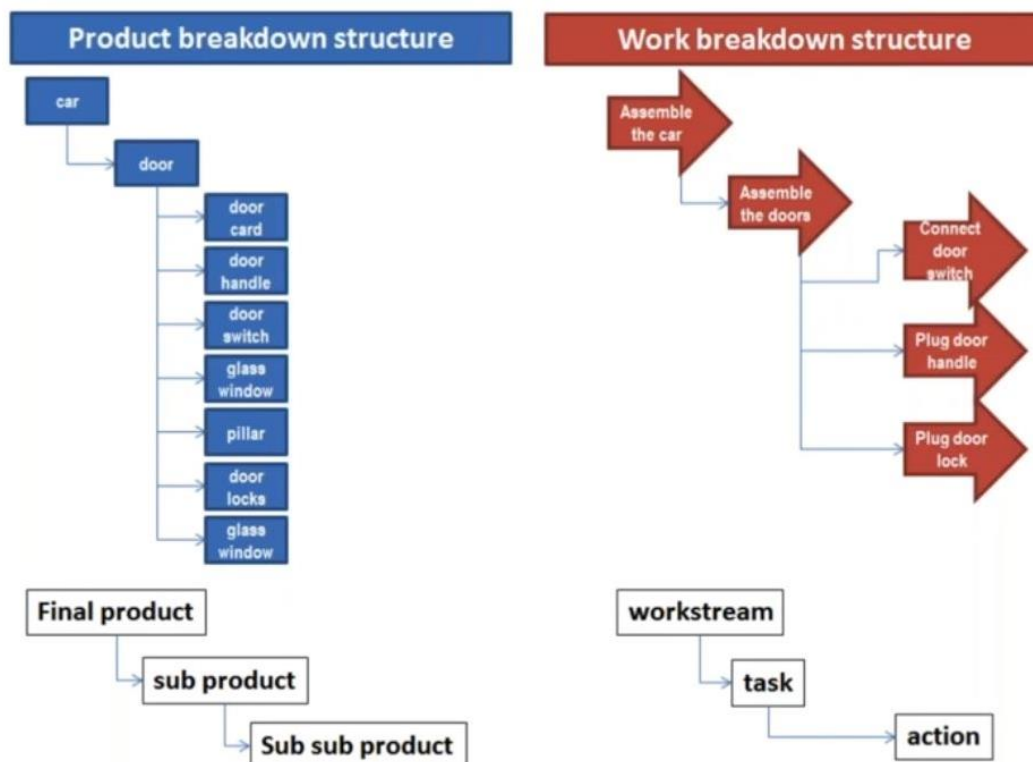 Product breakdown structure
car
door
door
card
door
handle
door
switch
glass
window
pillar
door
locks
glass
window
Final product
sub product
Sub sub product
Work breakdown structure
Assemble
the car
Assemble
the doors
Connect
door
switch
Plug door
handle
Plug door
lock
workstream
task
action